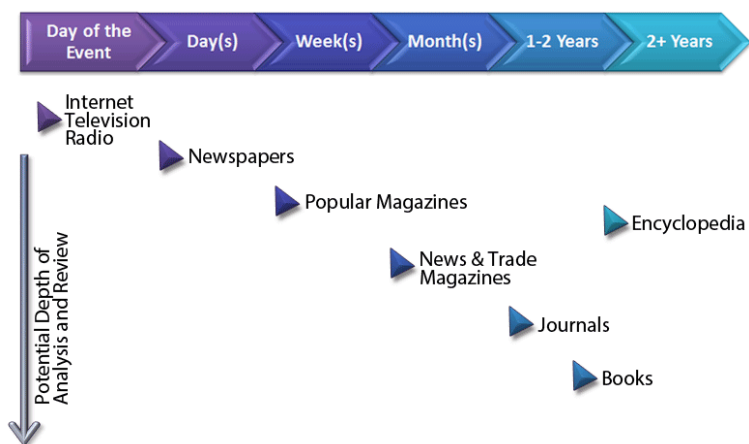 Day of the
Event
Day(s)
Week(s)
Month(s)
1-2 Years
2+ Years
Internet
Television
Radio
Newspapers
Popular Magazines
Encyclopedia
News & Trade
Magazines
Journals
Books
Potential Depth of
Analysis and Review